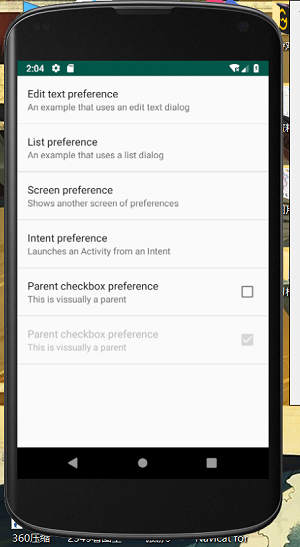 2:04
Edit text preference
An example that uses an edit text dialog
List preference
An example that uses a list dialog
Screen preference
Shows another screen of preferences
Intent preference
Launches an Activity from an Intent
Parent checkbox preference
This is vissually a parent
Parent checkbox preference
This is vissually a parent
360压缩
Navicat for